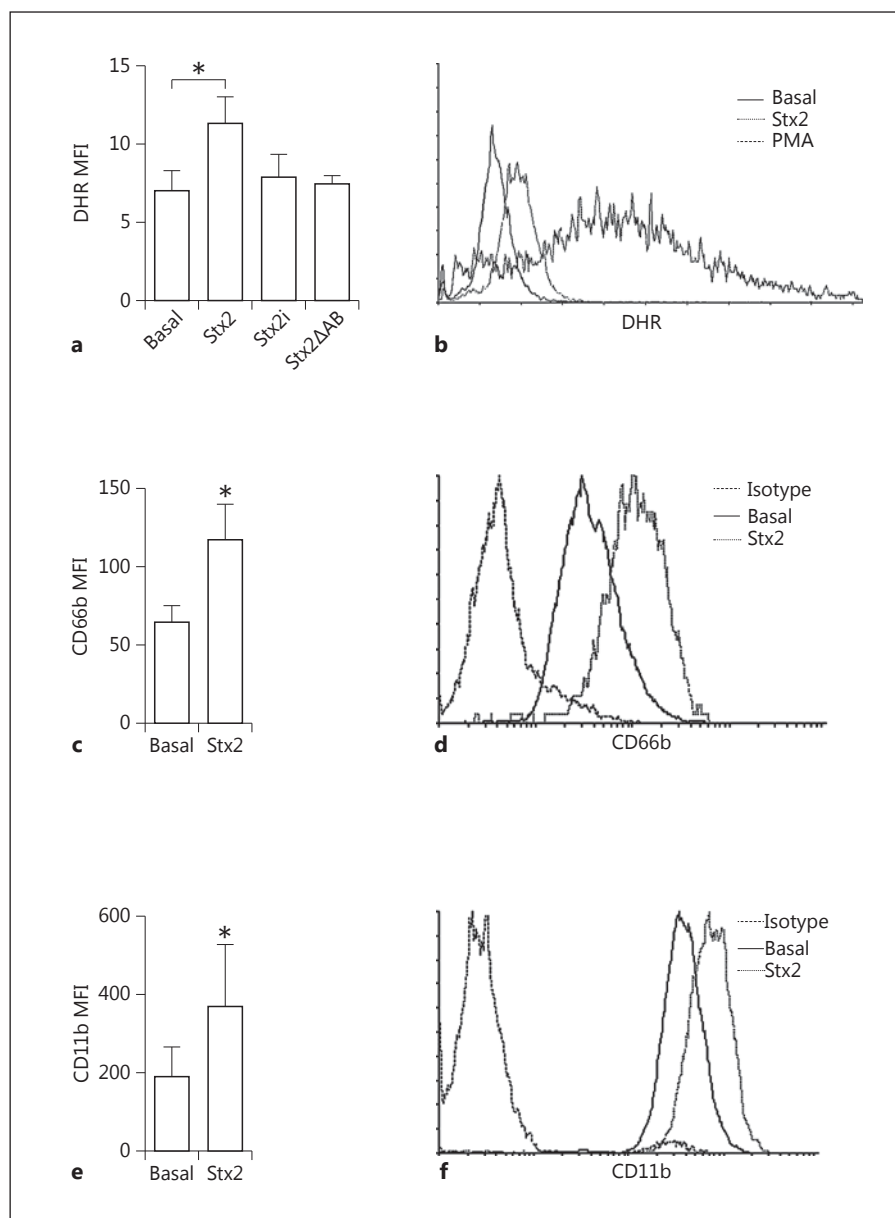 15
10
5
0
DHR MFI
*
Basal
Stx2
Stx2i
Stx2ΔAB
a
Basal
Stx2
PMA
DHR
b
150
100
50
0
CD66b MFI
*
Basal
Stx2
c
Isotype
Basal
Stx2
CD66b
d
600
400
200
0
CD11b MFI
*
Basal
Stx2
e
Isotype
Basal
Stx2
CD11b
f